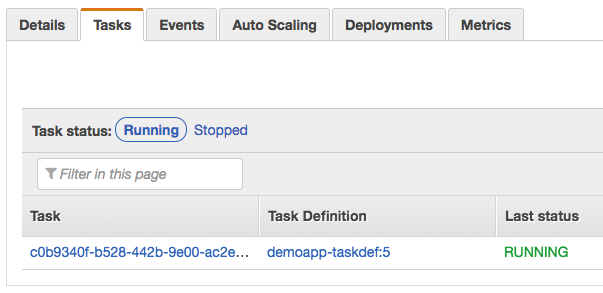 Details Tasks Events Auto Scaling Deployments Metrics
Task status: Running Stopped
Filter in this page
Task Task Definition Last status
c0b9340f-b528-442b-9e00-ac2e... demoapp-taskdef:5 RUNNING